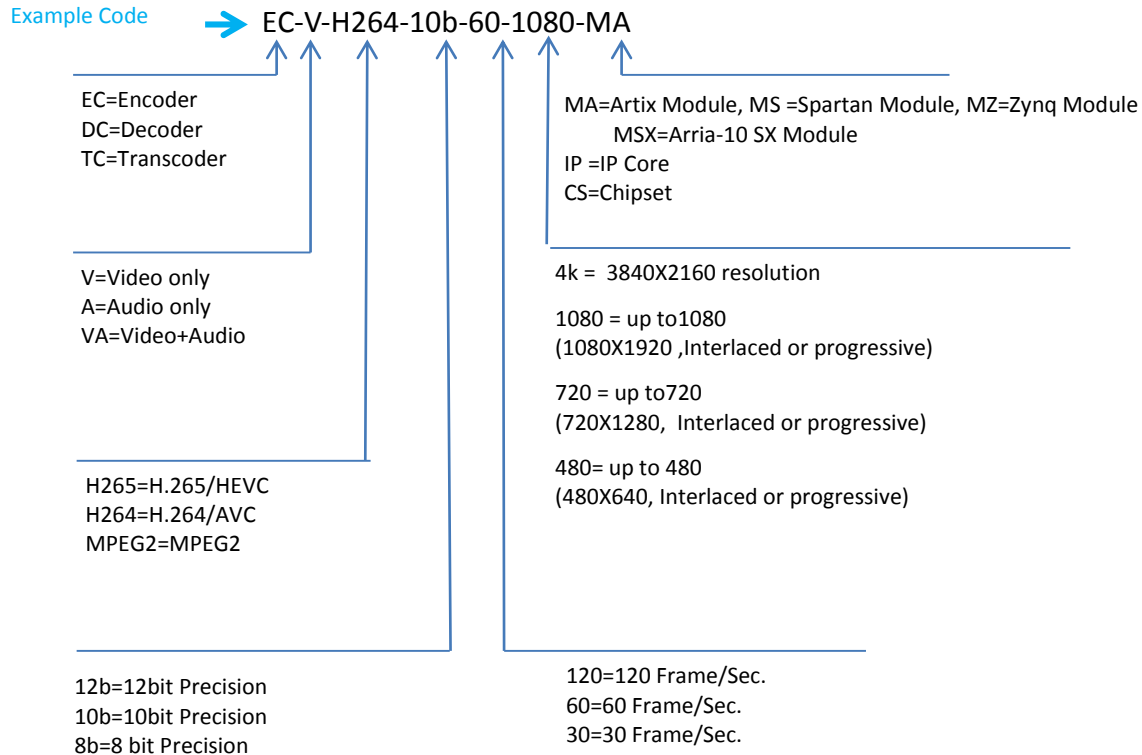 Example Code
EC-V-H264-10b-60-1080-MA
EC=Encoder
DC=Decoder
TC=Transcoder
MA=Artix Module, MS =Spartan Module, MZ=Zynq Module
MSX=Arria-10 SX Module
IP =IP Core
CS=Chipset
V=Video only
A=Audio only
VA=Video+Audio
4k =  3840X2160 resolution
1080 = up to1080
(1080X1920 ,Interlaced or progressive)
720 = up to720
(720X1280,  Interlaced or progressive)
480= up to 480
(480X640, Interlaced or progressive)
H265=H.265/HEVC
H264=H.264/AVC
MPEG2=MPEG2
12b=12bit Precision
10b=10bit Precision
8b=8 bit Precision
120=120 Frame/Sec.
60=60 Frame/Sec.
30=30 Frame/Sec.